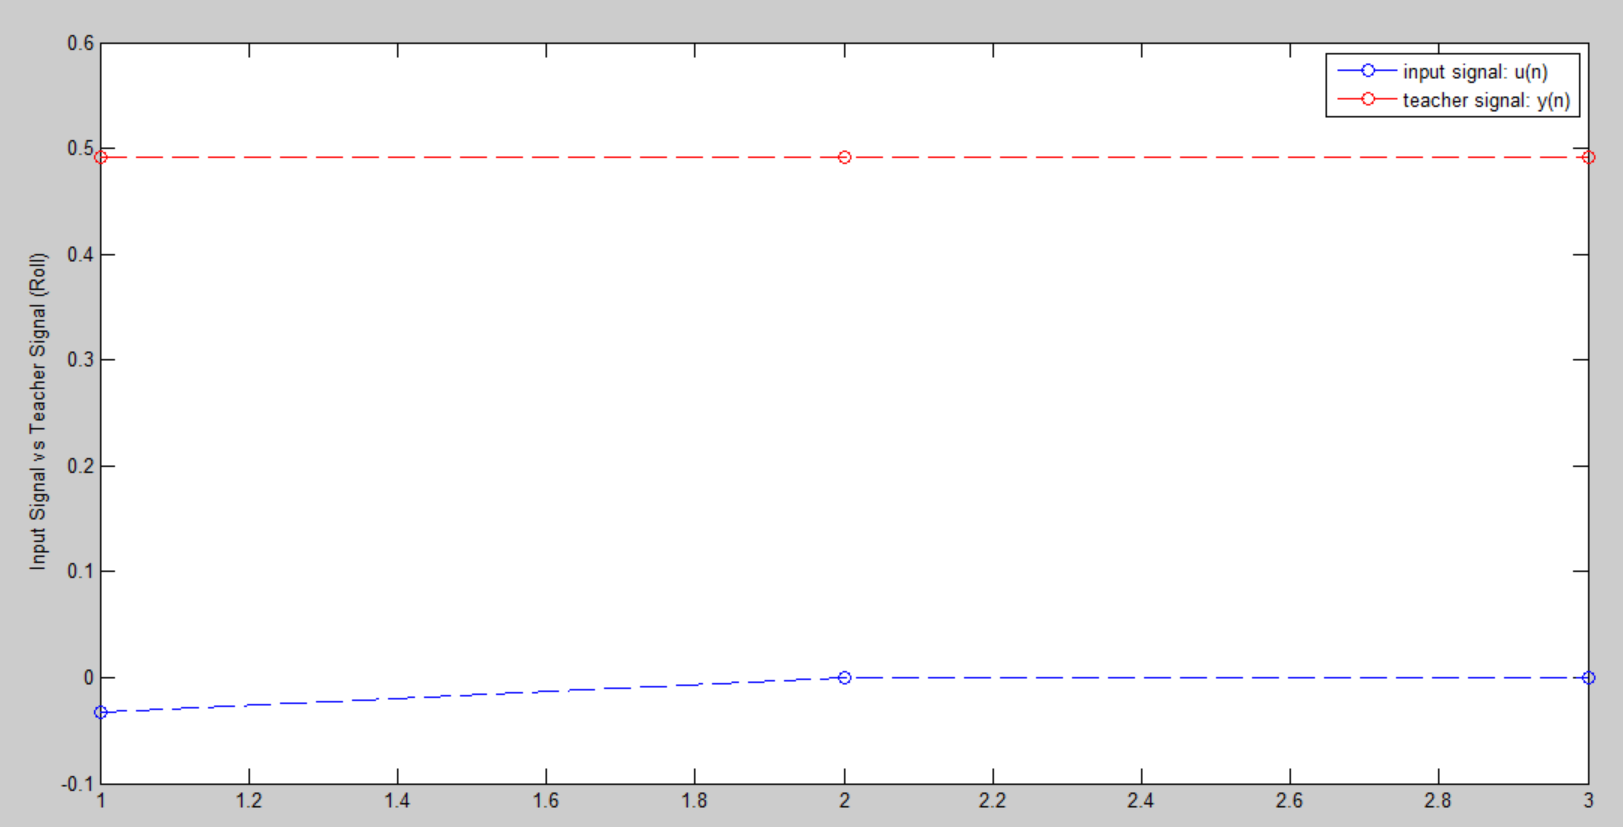 0.6
0.5
0.4
0.3
0.2
0.1
0
-0.1
Input Signal vs Teacher Signal (Roll)
input signal: u(n)
teacher signal: y(n)
1 1.2 1.4 1.6 1.8 2 2.2 2.4 2.6 2.8 3